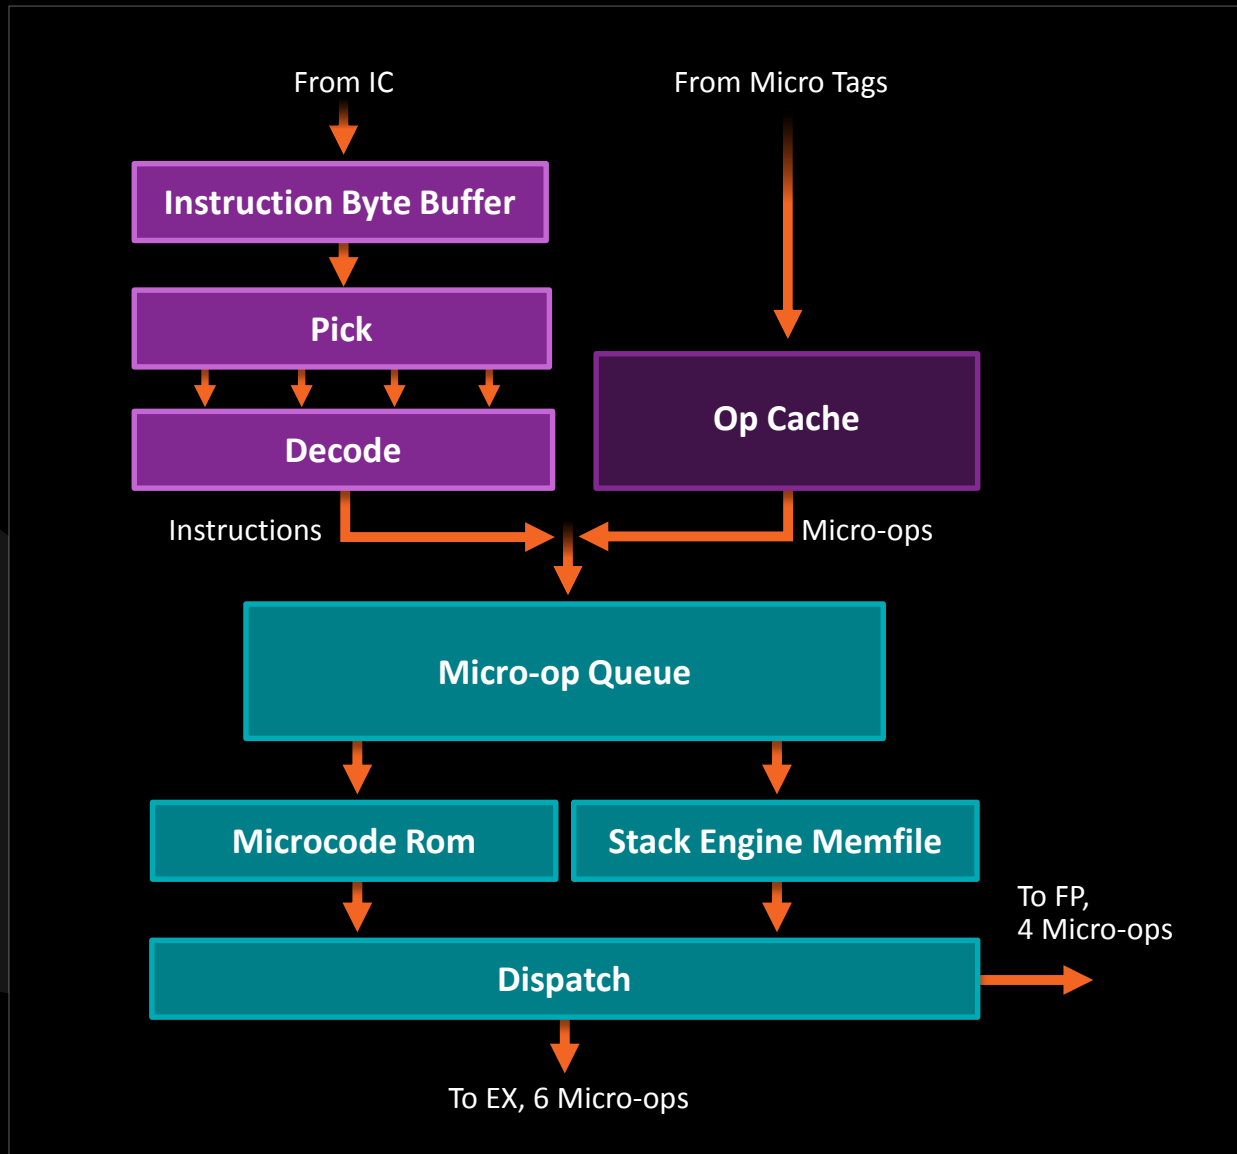 From IC
From Micro Tags
Instruction Byte Buffer
Pick
Decode
Op Cache
Instructions
Micro-ops
Micro-op Queue
Microcode Rom
Stack Engine Memfile
To FP,
4 Micro-ops
Dispatch
To EX, 6 Micro-ops